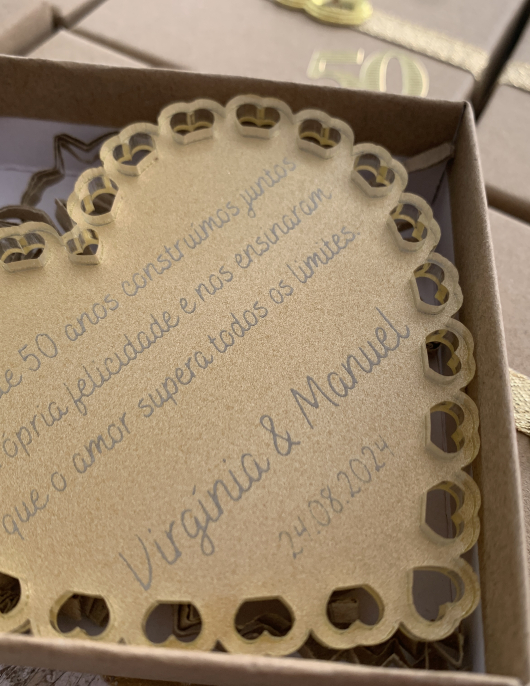 50
50 anos construímos juntos
felicidade e nos ensinaram
que o amor supera todos os limites.
Virgínia & Manuel
24.08.2024